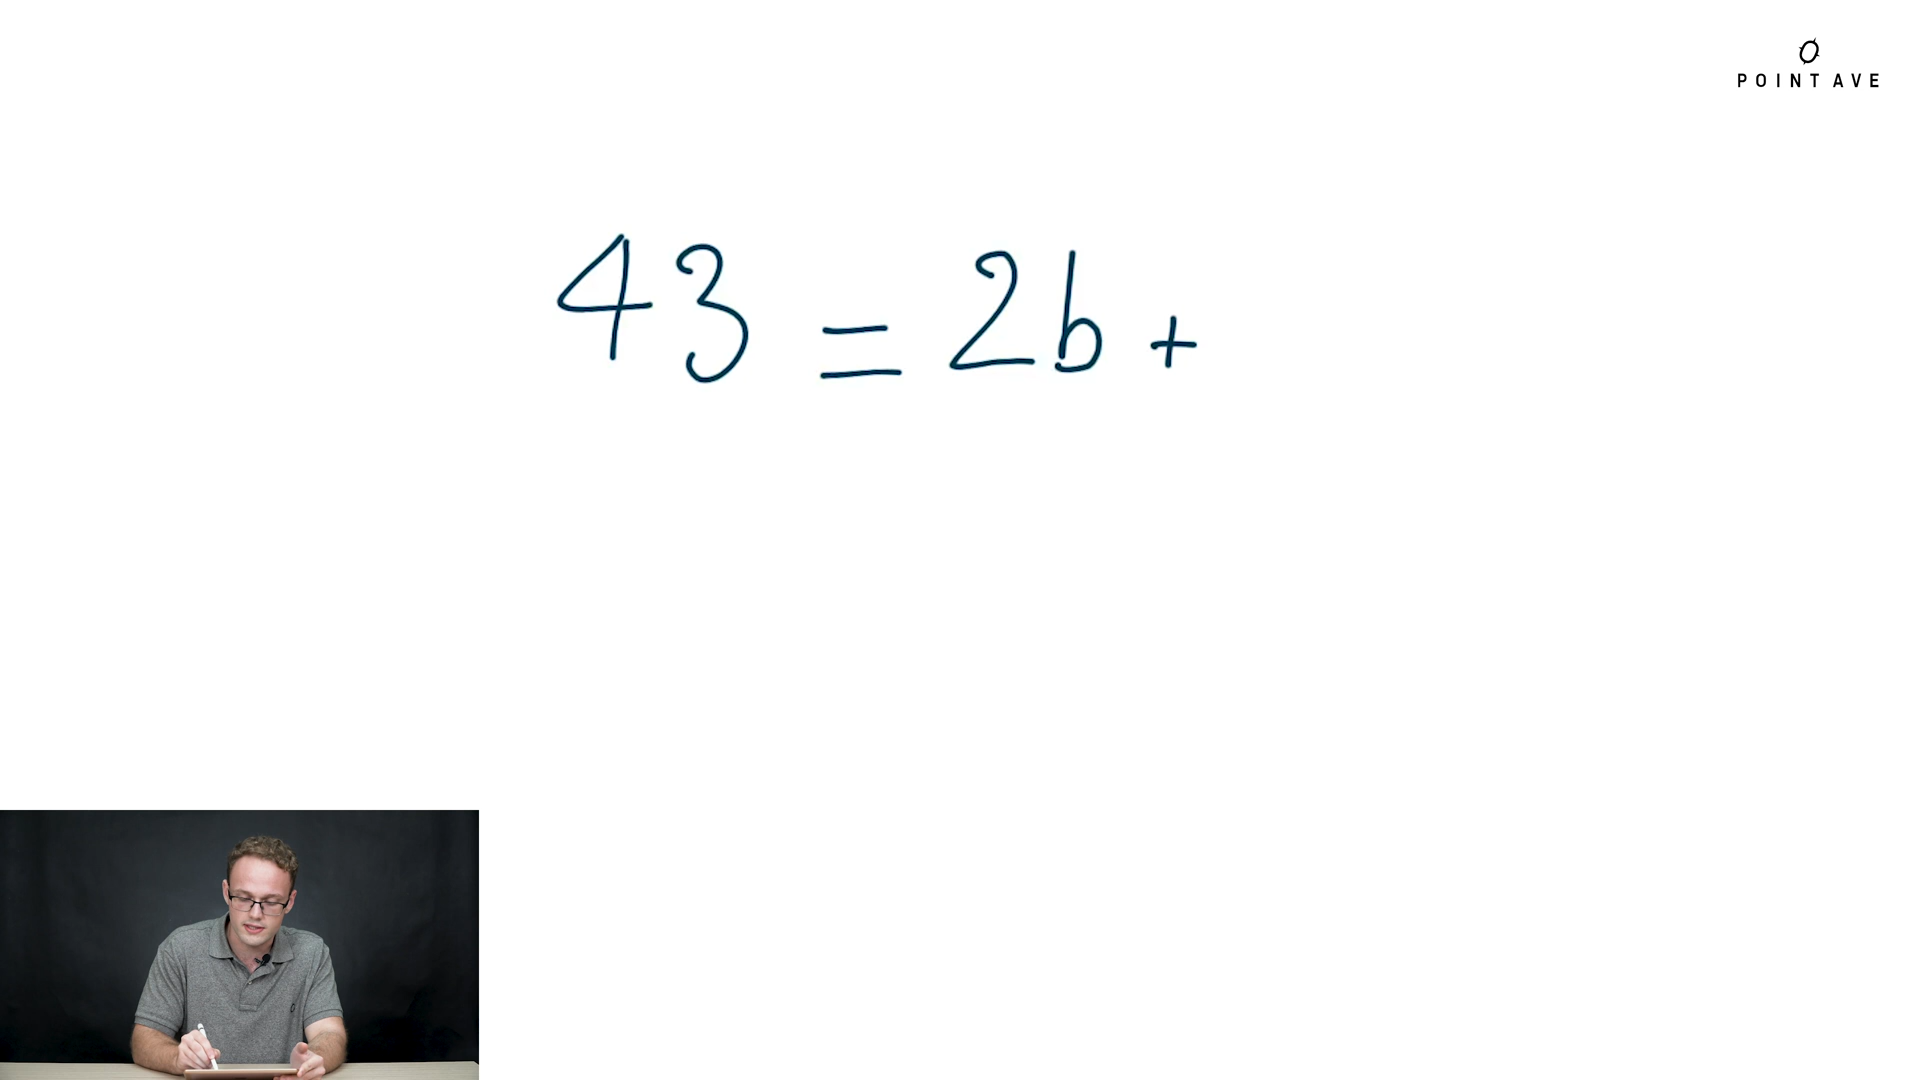 POINT AVE
43 = 2b +